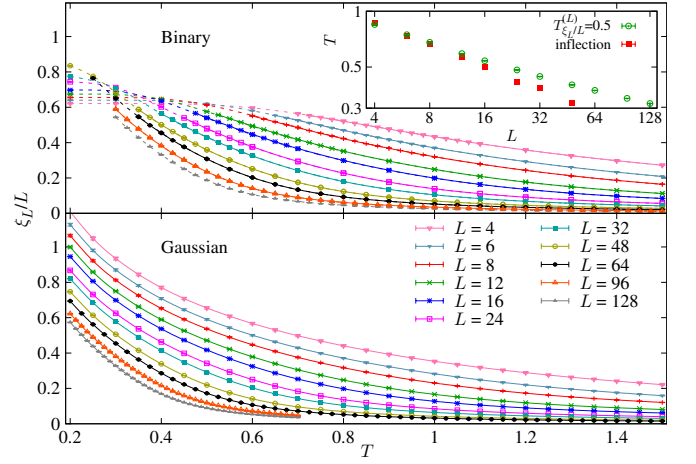 Binary
1
0.8
0.6
0.4
0.2
0
T
1
0.5
0.3
4 8 16 32 64 128
L
T^{(L)}_{ξ_L/L}=0.5
inflection
ξ_L/L
Gaussian
1
0.8
0.6
0.4
0.2
0
L = 4
L = 6
L = 8
L = 12
L = 16
L = 24
L = 32
L = 48
L = 64
L = 96
L = 128
0.2 0.4 0.6 0.8 1 1.2 1.4
T